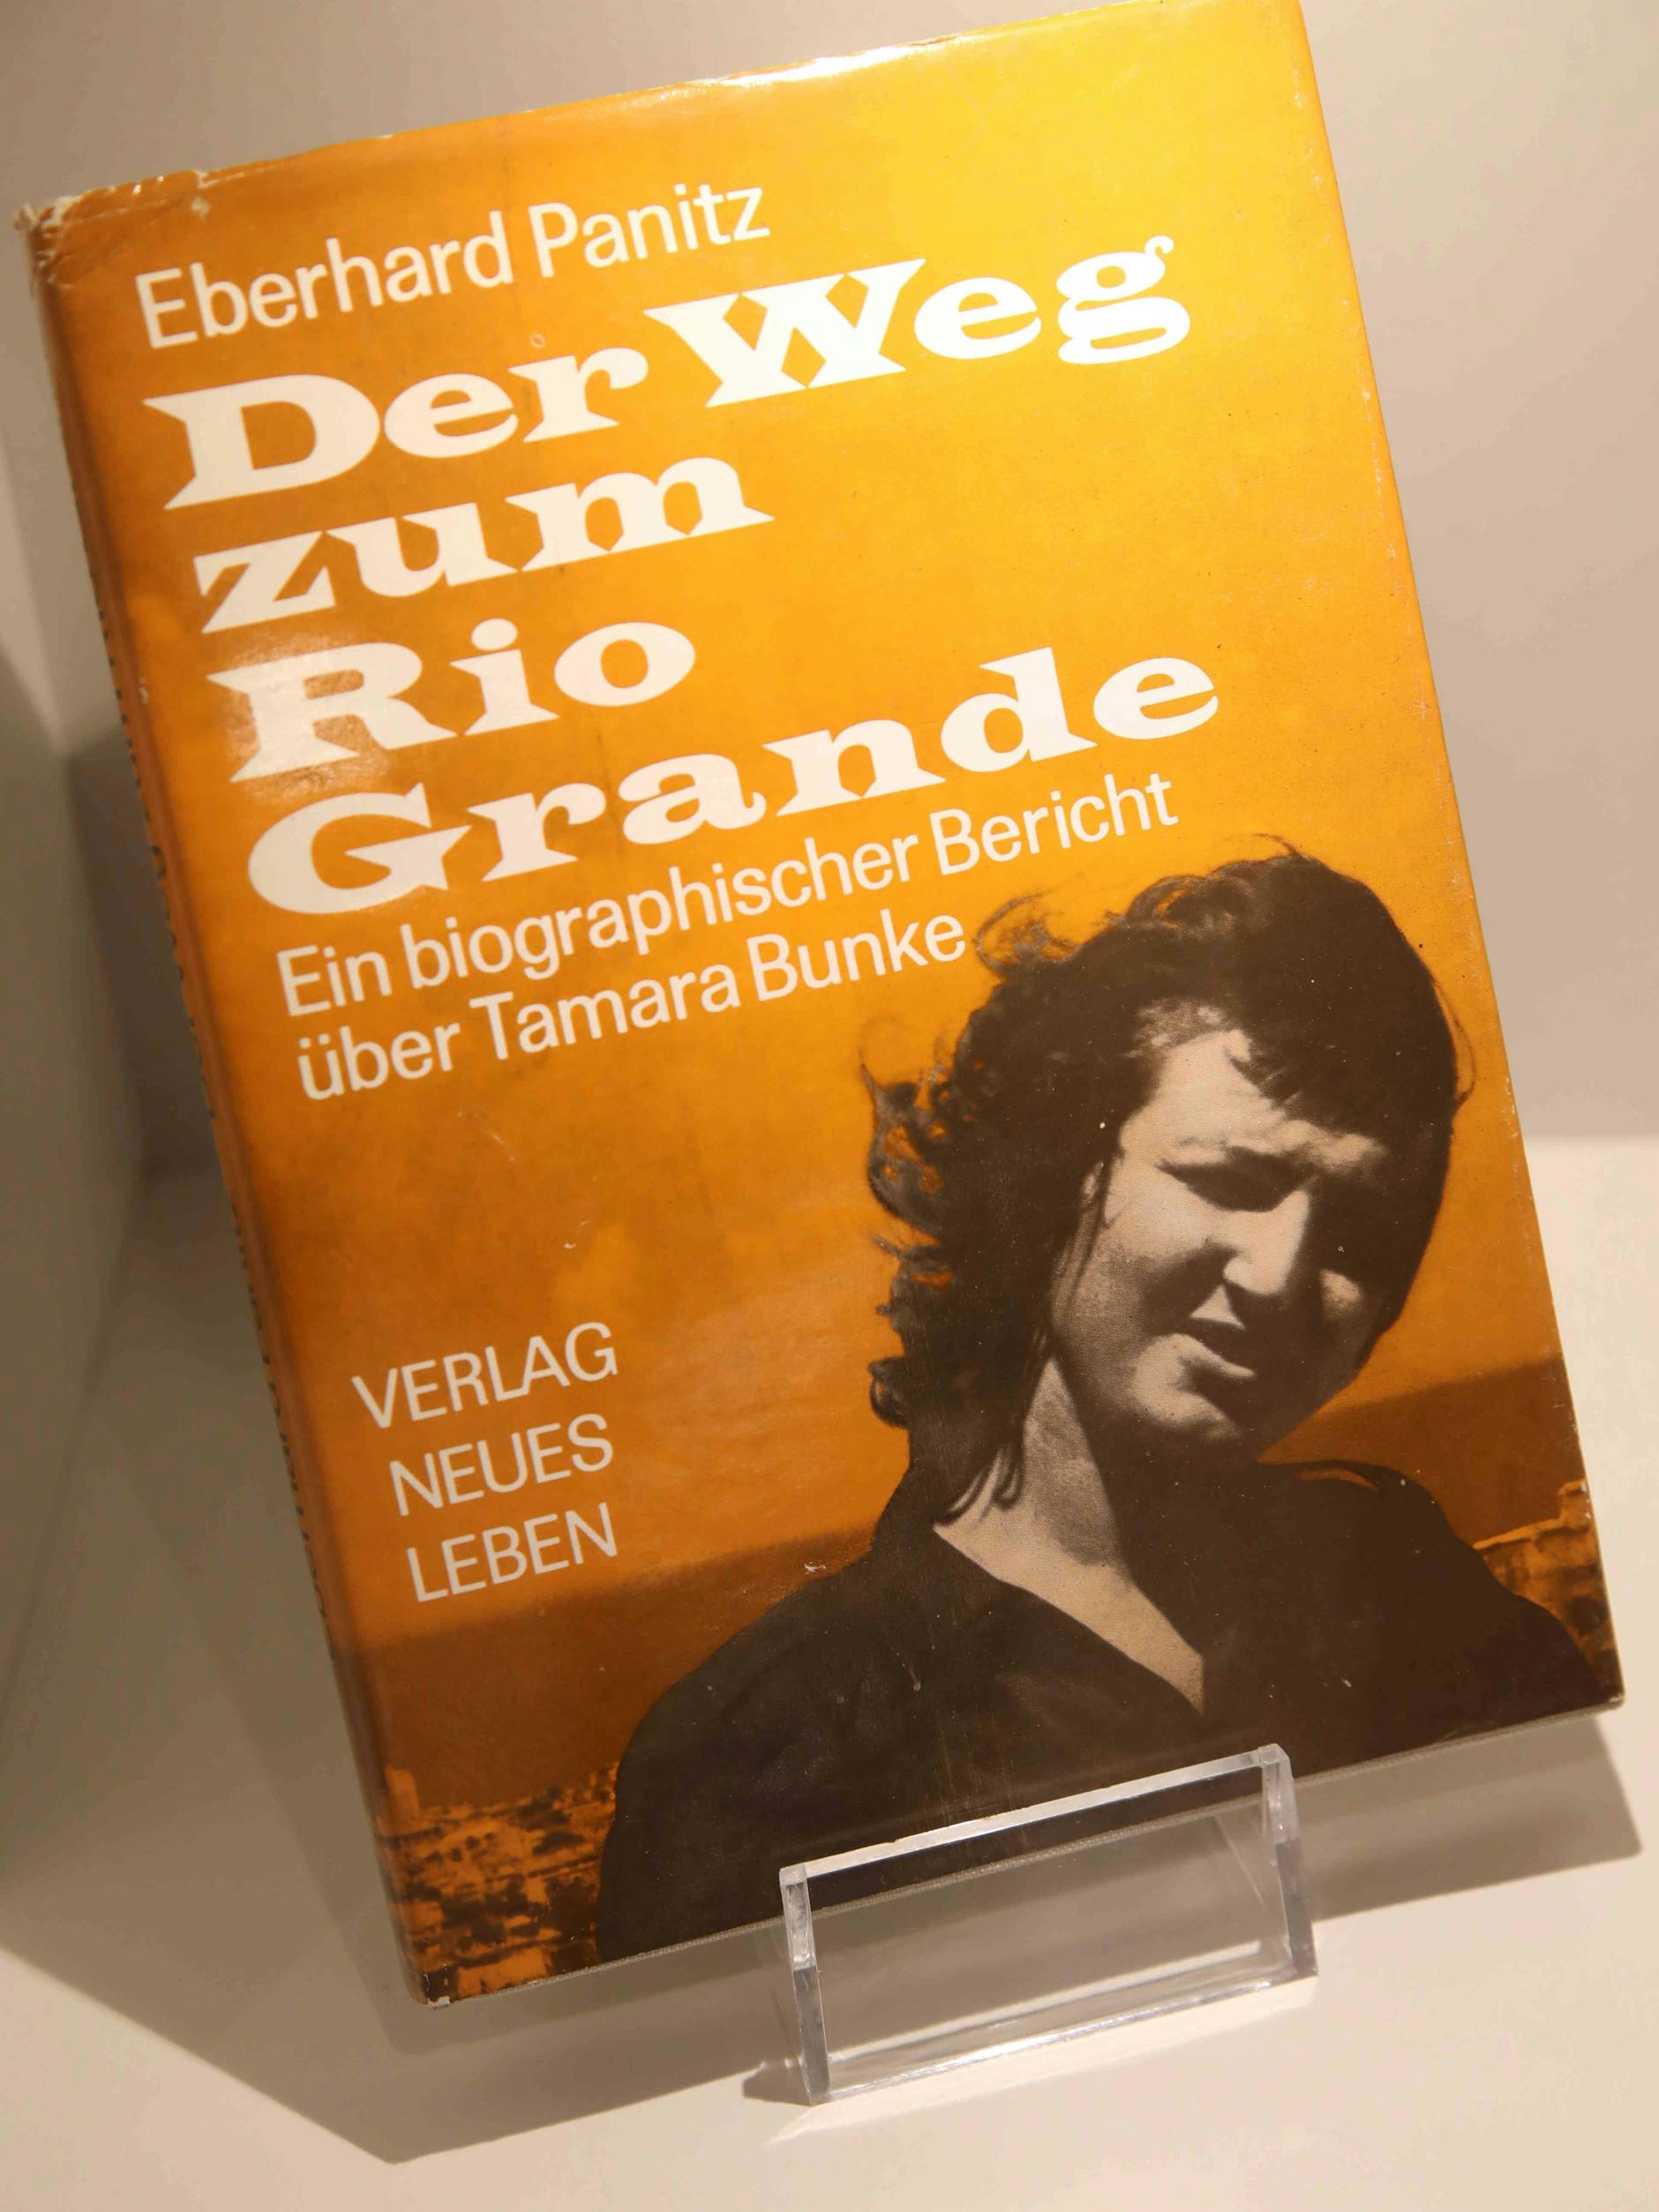 Eberhard Panitz
Der Weg
zum
Rio
Grande
Ein biographischer Bericht
über Tamara Bunke
VERLAG
NEUES
LEBEN